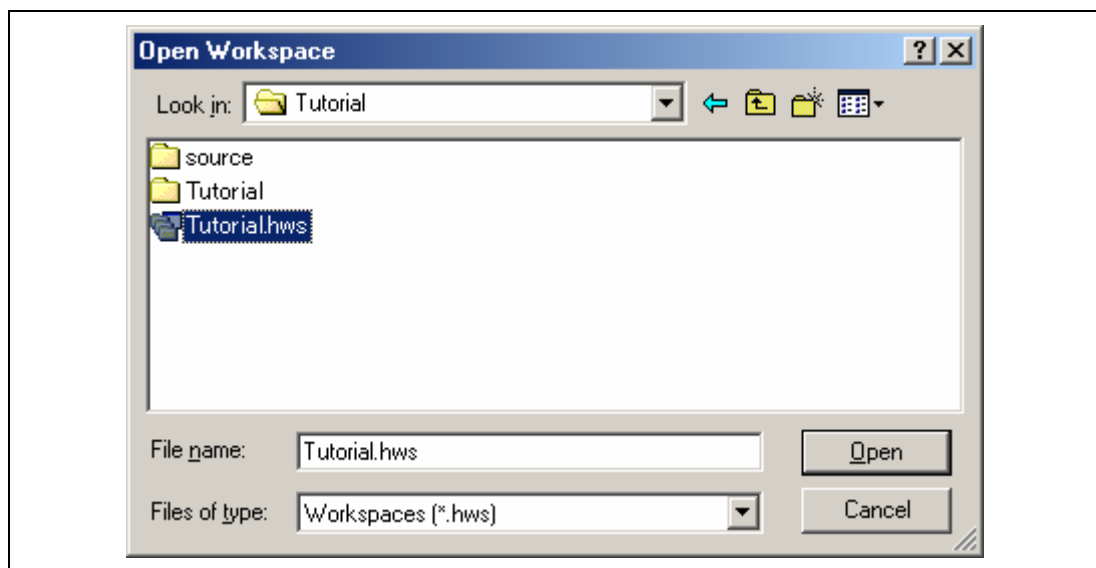 Open Workspace
Look in: Tutorial
source
Tutorial
Tutorial.hws
File name: Tutorial.hws Open
Files of type: Workspaces (*.hws) Cancel